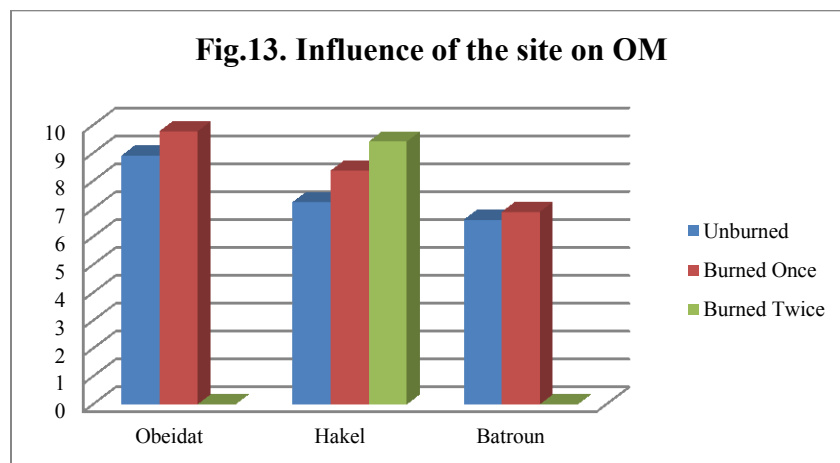 Fig.13. Influence of the site on OM
10
9
8
7
6
5
4
3
2
1
0
Obeidat Hakel Batroun
Unburned
Burned Once
Burned Twice